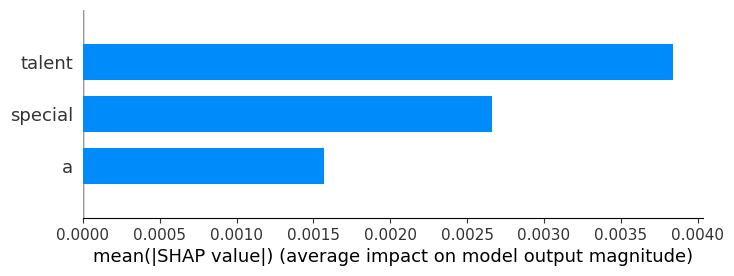 talent
special
a
0.0000 0.0005 0.0010 0.0015 0.0020 0.0025 0.0030 0.0035 0.0040
mean(|SHAP value|) (average impact on model output magnitude)